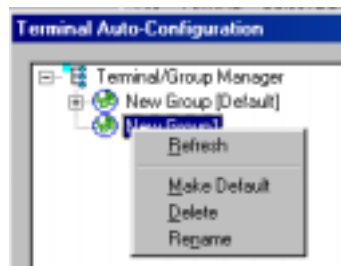 Terminal Auto-Configuration
Terminal/Group Manager
New Group [Default]
New Group1
Refresh
Make Default
Delete
Rename